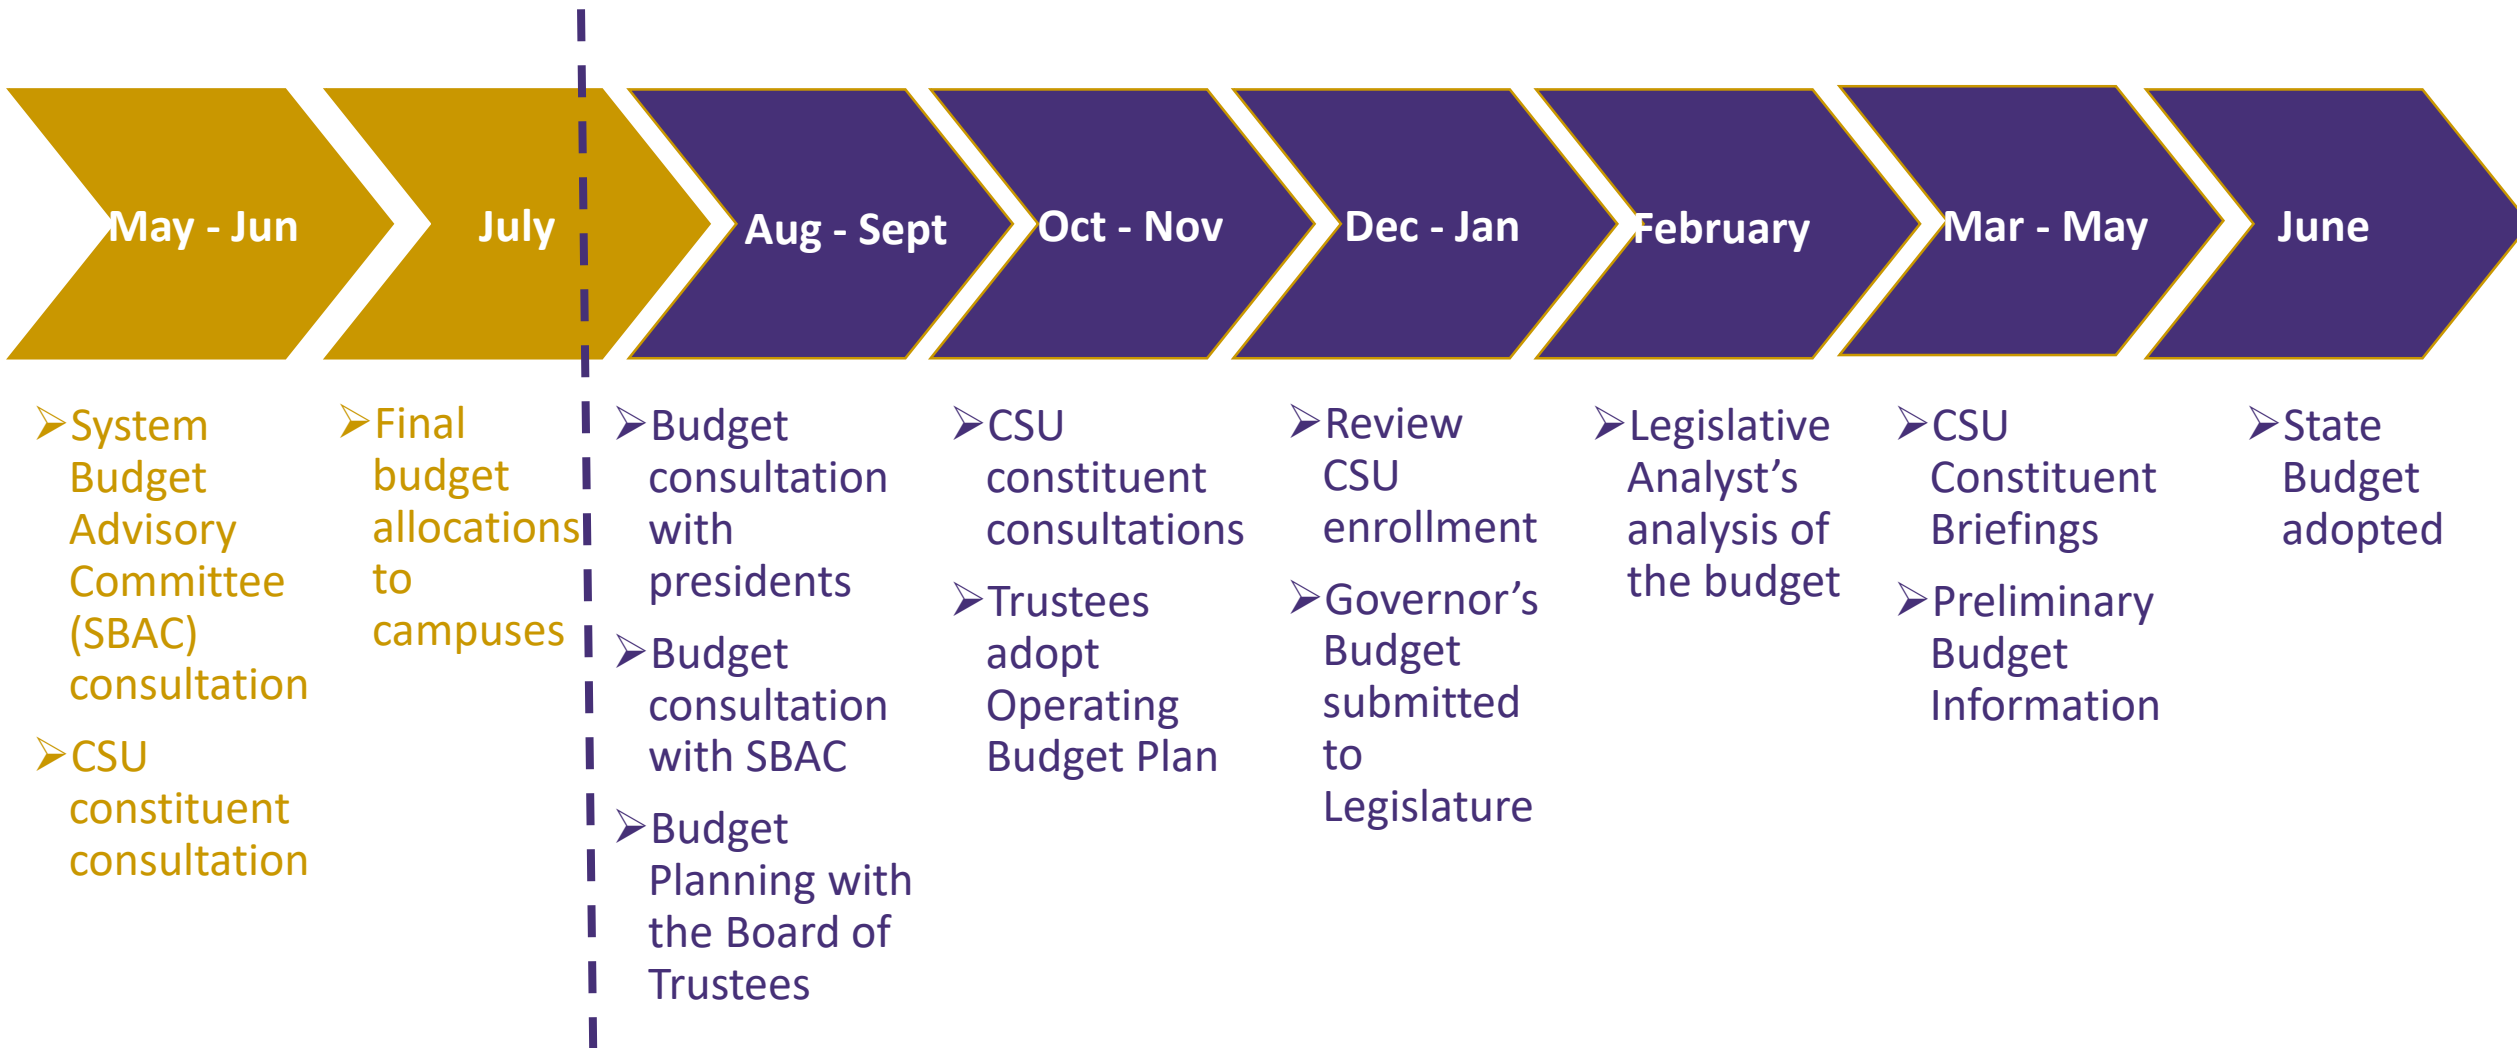 May - Jun
July
Aug - Sept
Oct - Nov
Dec - Jan
February
Mar - May
June
➢System
Budget
Advisory
Committee
(SBAC)
consultation
➢CSU
constituent
consultation
➢Final
budget
allocations
to
campuses
➢Budget
consultation
with
presidents
➢Budget
consultation
with SBAC
➢Budget
Planning with
the Board of
Trustees
➢CSU
constituent
consultations
➢Trustees
adopt
Operating
Budget Plan
➢Review
CSU
enrollment
➢Governor’s
Budget
submitted
to
Legislature
➢Legislative
Analyst’s
analysis of
the budget
➢CSU
Constituent
Briefings
➢Preliminary
Budget
Information
➢State
Budget
adopted